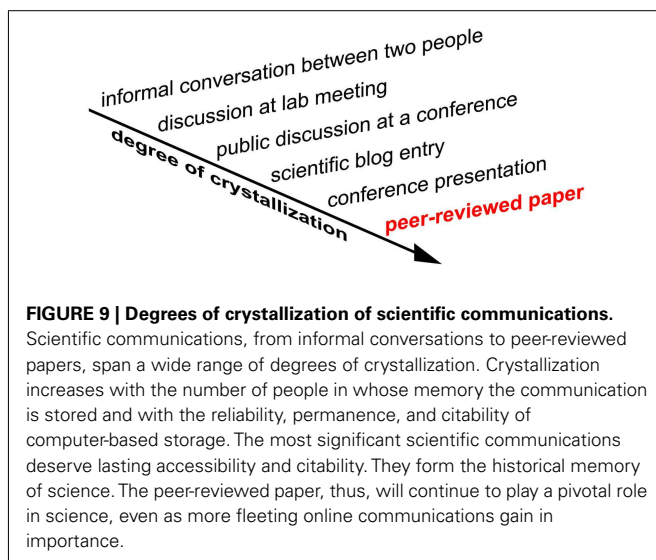 informal conversation between two people
discussion at lab meeting
public discussion at a conference
scientific blog entry
conference presentation
peer-reviewed paper
degree of crystallization
FIGURE 9 | Degrees of crystallization of scientific communications.
Scientific communications, from informal conversations to peer-reviewed
papers, span a wide range of degrees of crystallization. Crystallization
increases with the number of people in whose memory the communication
is stored and with the reliability, permanence, and citability of
computer-based storage. The most significant scientific communications
deserve lasting accessibility and citability. They form the historical memory
of science. The peer-reviewed paper, thus, will continue to play a pivotal role
in science, even as more fleeting online communications gain in
importance.